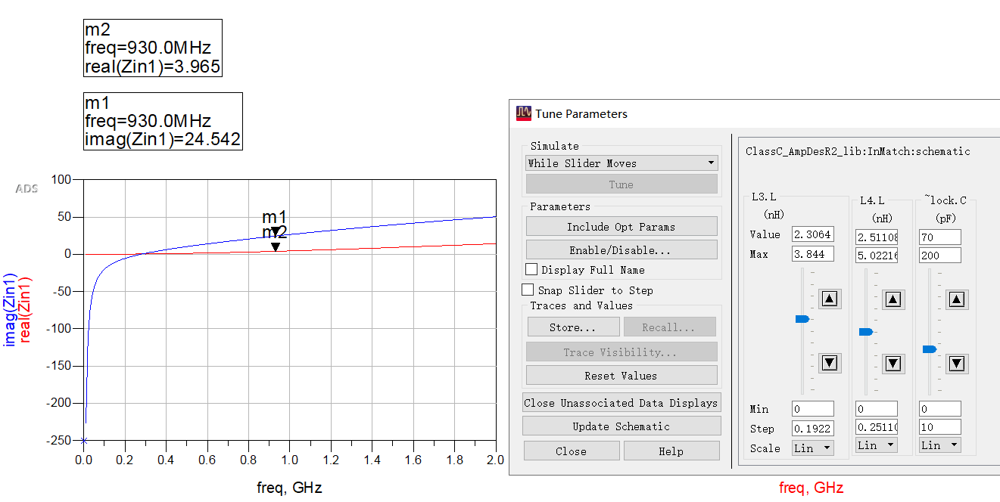 m2
freq=930.0MHz
real(Zin1)=3.965
m1
freq=930.0MHz
imag(Zin1)=24.542
ADS
100
50
0
-50
-100
-150
-200
-250
m1
m2
imag(Zin1)
real(Zin1)
0.0 0.2 0.4 0.6 0.8 1.0 1.2 1.4 1.6 1.8 2.0
freq, GHz
Tune Parameters
Simulate
While Slider Moves
Tune
Parameters
Include Opt Params
Enable/Disable...
Display Full Name
Snap Slider to Step
Traces and Values
Store... Recall...
Trace Visibility...
Reset Values
Close Unassociated Data Displays
Update Schematic
Close Help
ClassC_AmpDesR2_lib:InMatch:schematic
L3.L L4.L ~lock.C
(nH) (nH) (pF)
Value 2.3064 2.51108 70
Max 3.844 5.02216 200
Min 0 0 0
Step 0.1922 0.25110 10
Scale Lin Lin Lin
freq, GHz